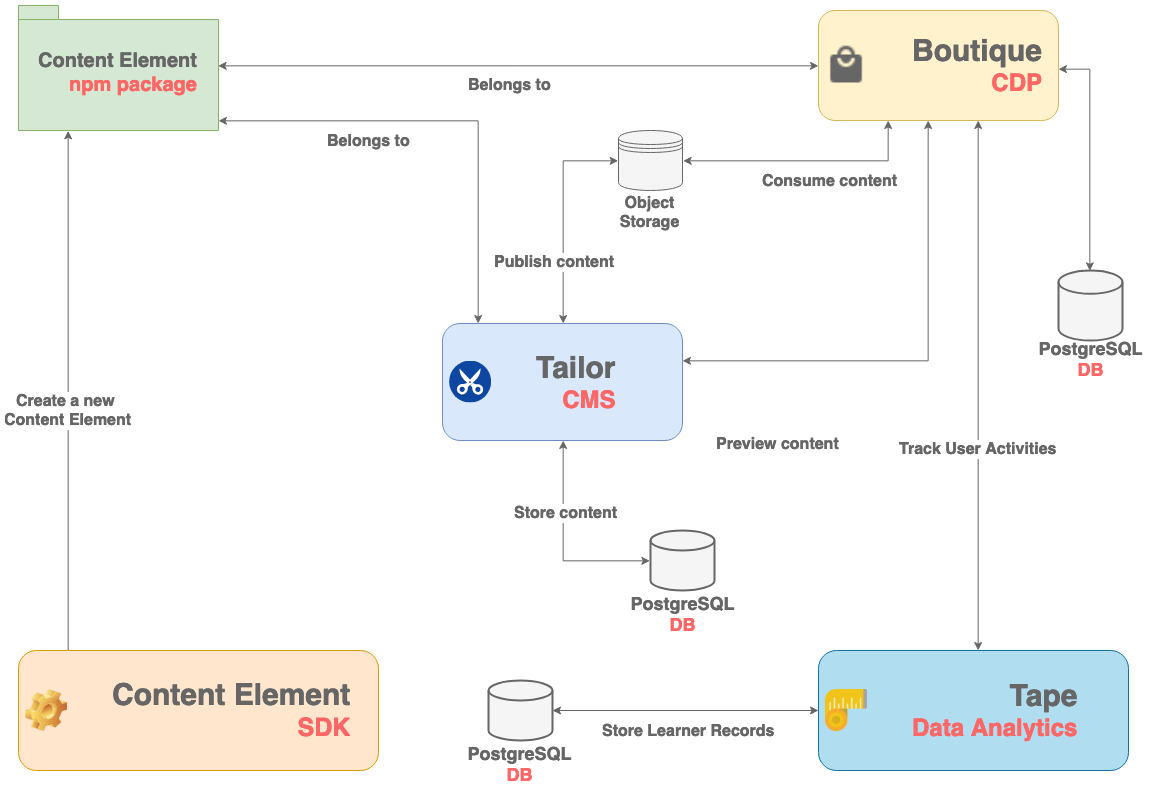 Content Element
npm package
Boutique
CDP
Belongs to
Belongs to
Consume content
Object
Storage
Publish content
PostgreSQL
DB
Tailor
CMS
Create a new
Content Element
Preview content
Track User Activities
Store content
PostgreSQL
DB
Content Element
SDK
PostgreSQL
DB
Store Learner Records
Tape
Data Analytics